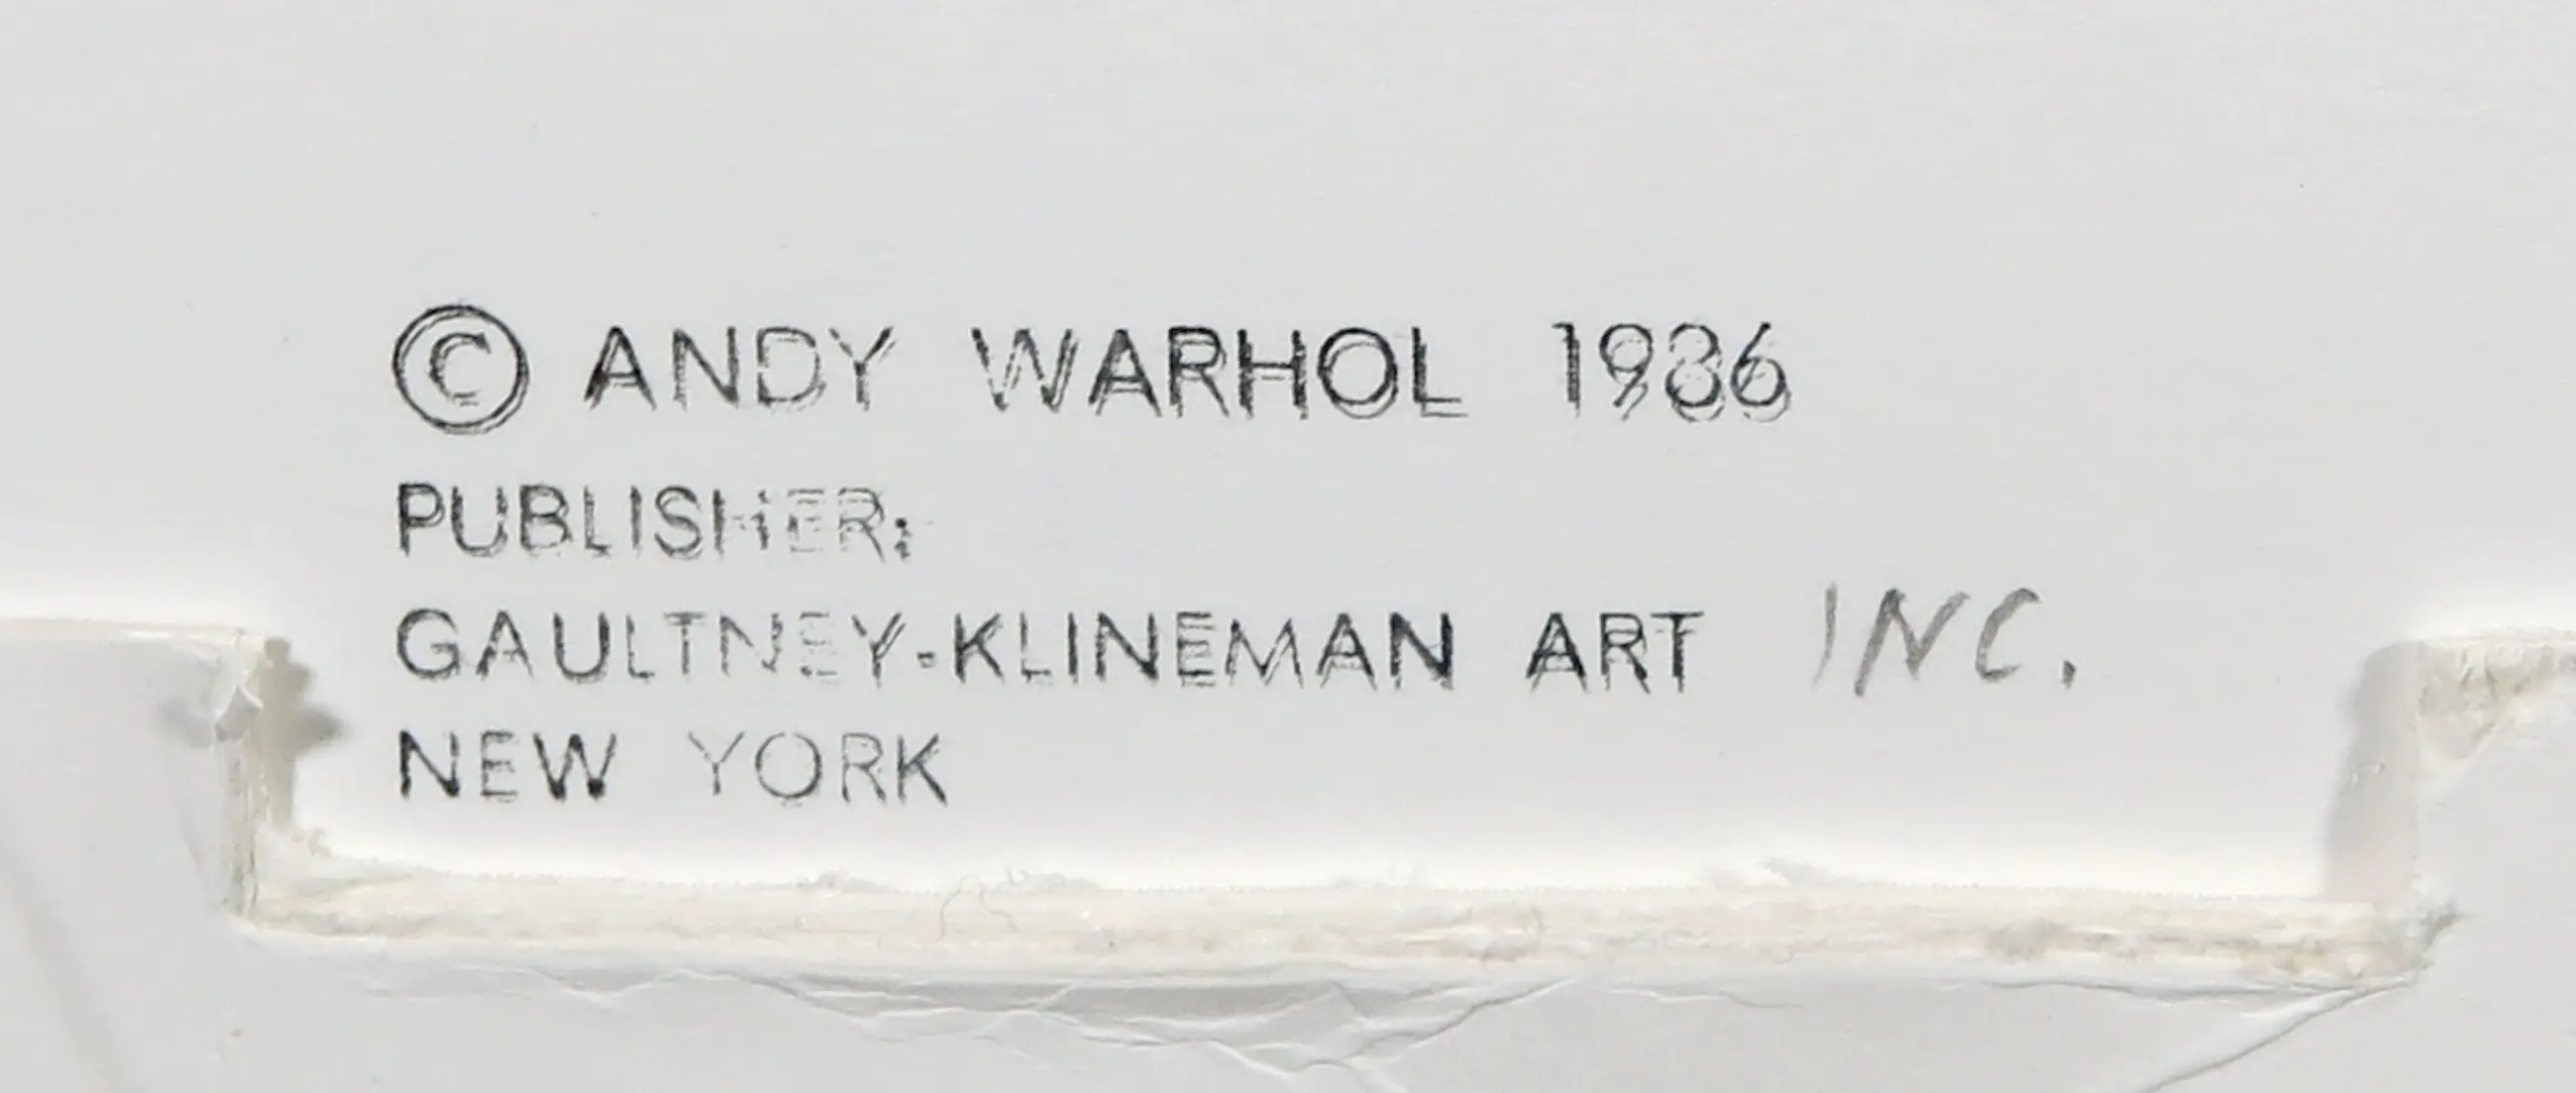 © ANDY WARHOL 1986
PUBLISHER:
GAULTNEY-KLINEMAN ART INC.
NEW YORK